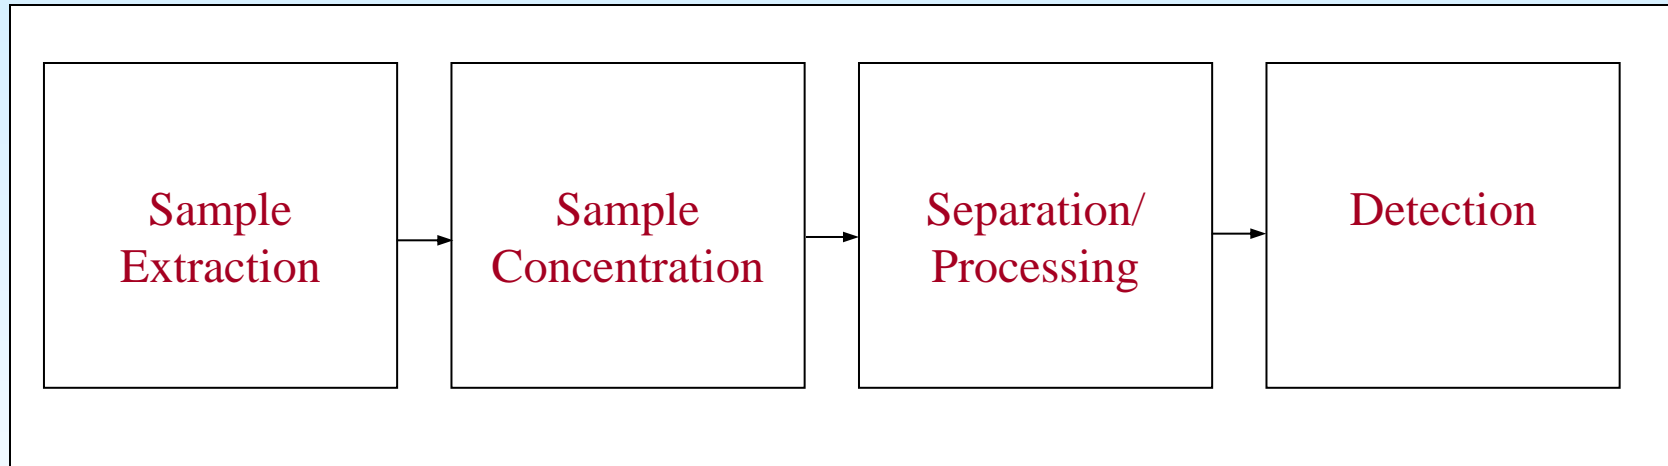 Sample
Extraction
Sample
Concentration
Separation/
Processing
Detection